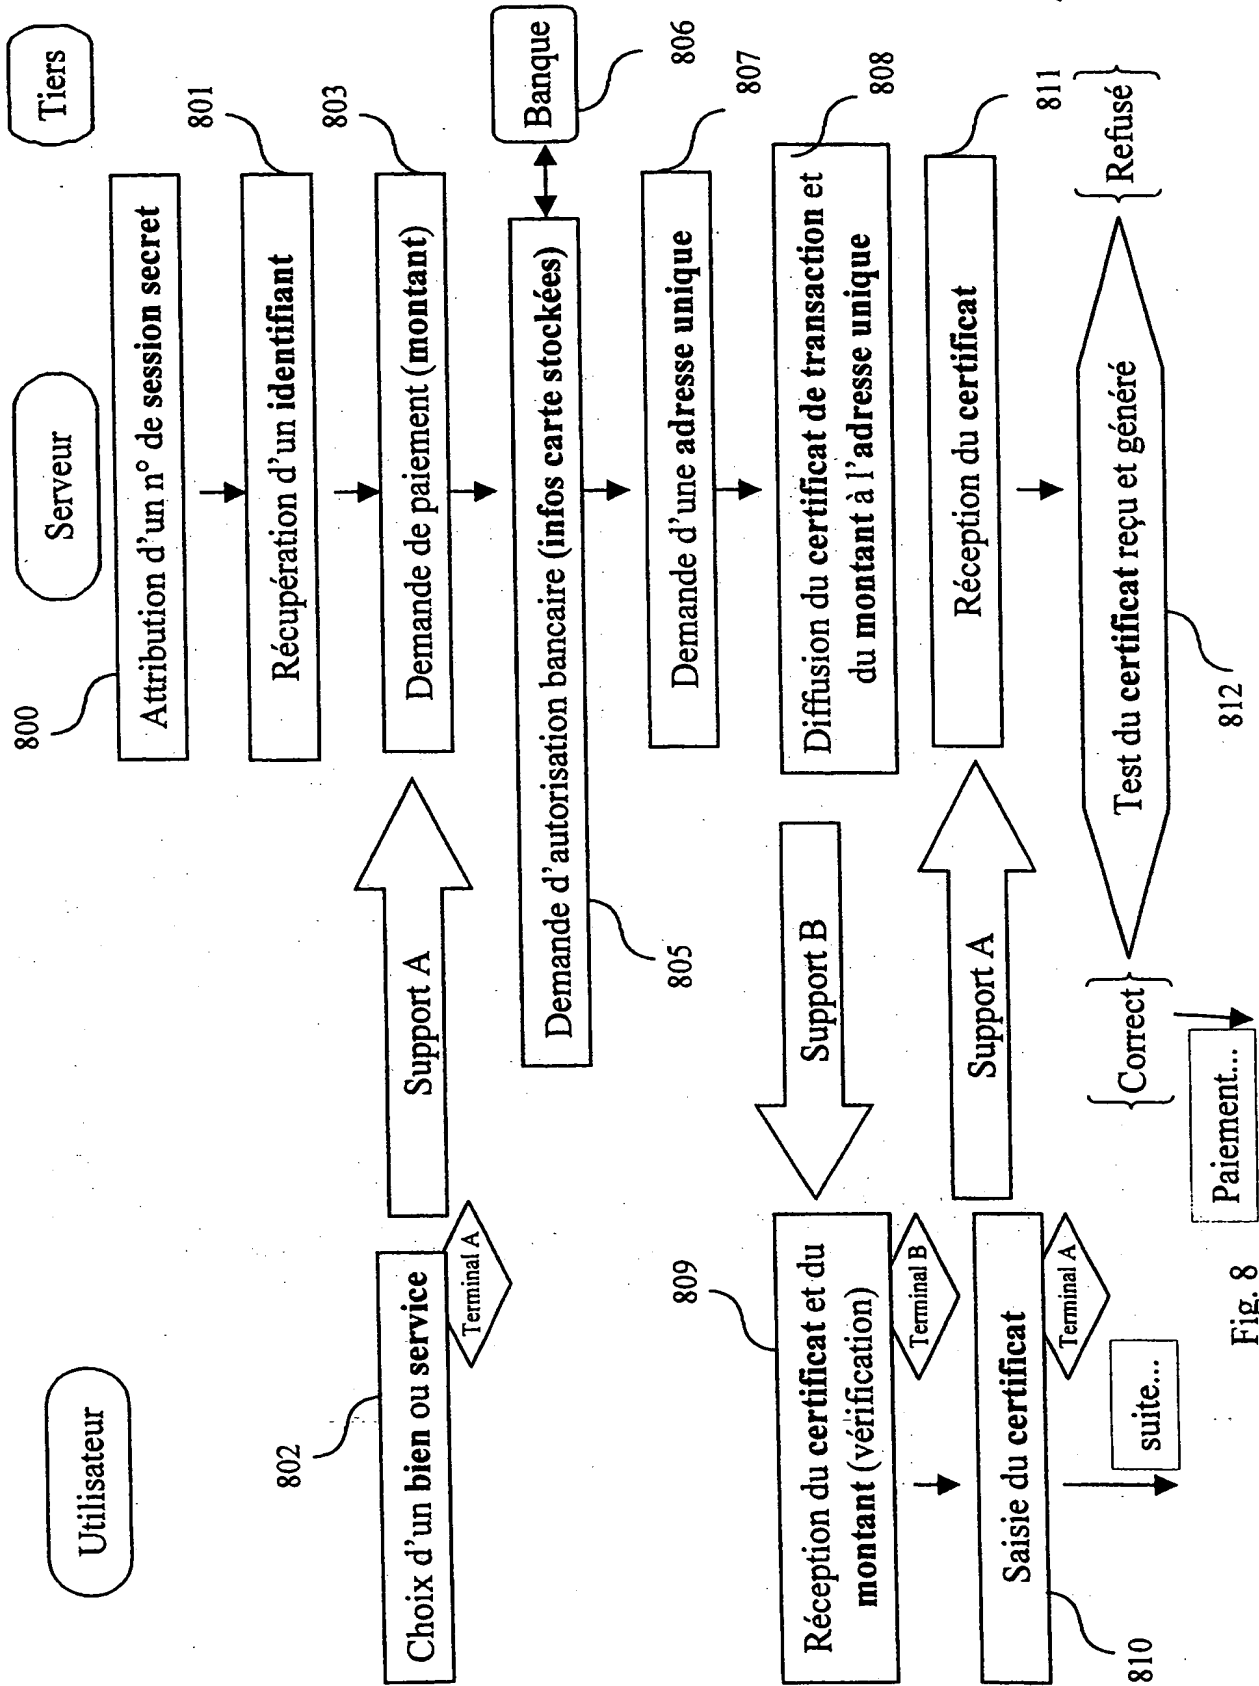 Utilisateur
Serveur
Tiers
800
Attribution d'un n° de session secret
801
Récupération d'un identifiant
802
Choix d'un bien ou service
Terminal A
Support A
803
Demande de paiement (montant)
Demande d'autorisation bancaire (infos carte stockées)
805
Banque
806
807
Demande d'une adresse unique
808
Diffusion du certificat de transaction et
du montant à l'adresse unique
Support B
809
Réception du certificat et du
montant (vérification)
Terminal B
810
Saisie du certificat
Terminal A
Support A
811
Réception du certificat
suite...
Correct
Test du certificat reçu et généré
812
Refusé
Paiement...
Fig. 8